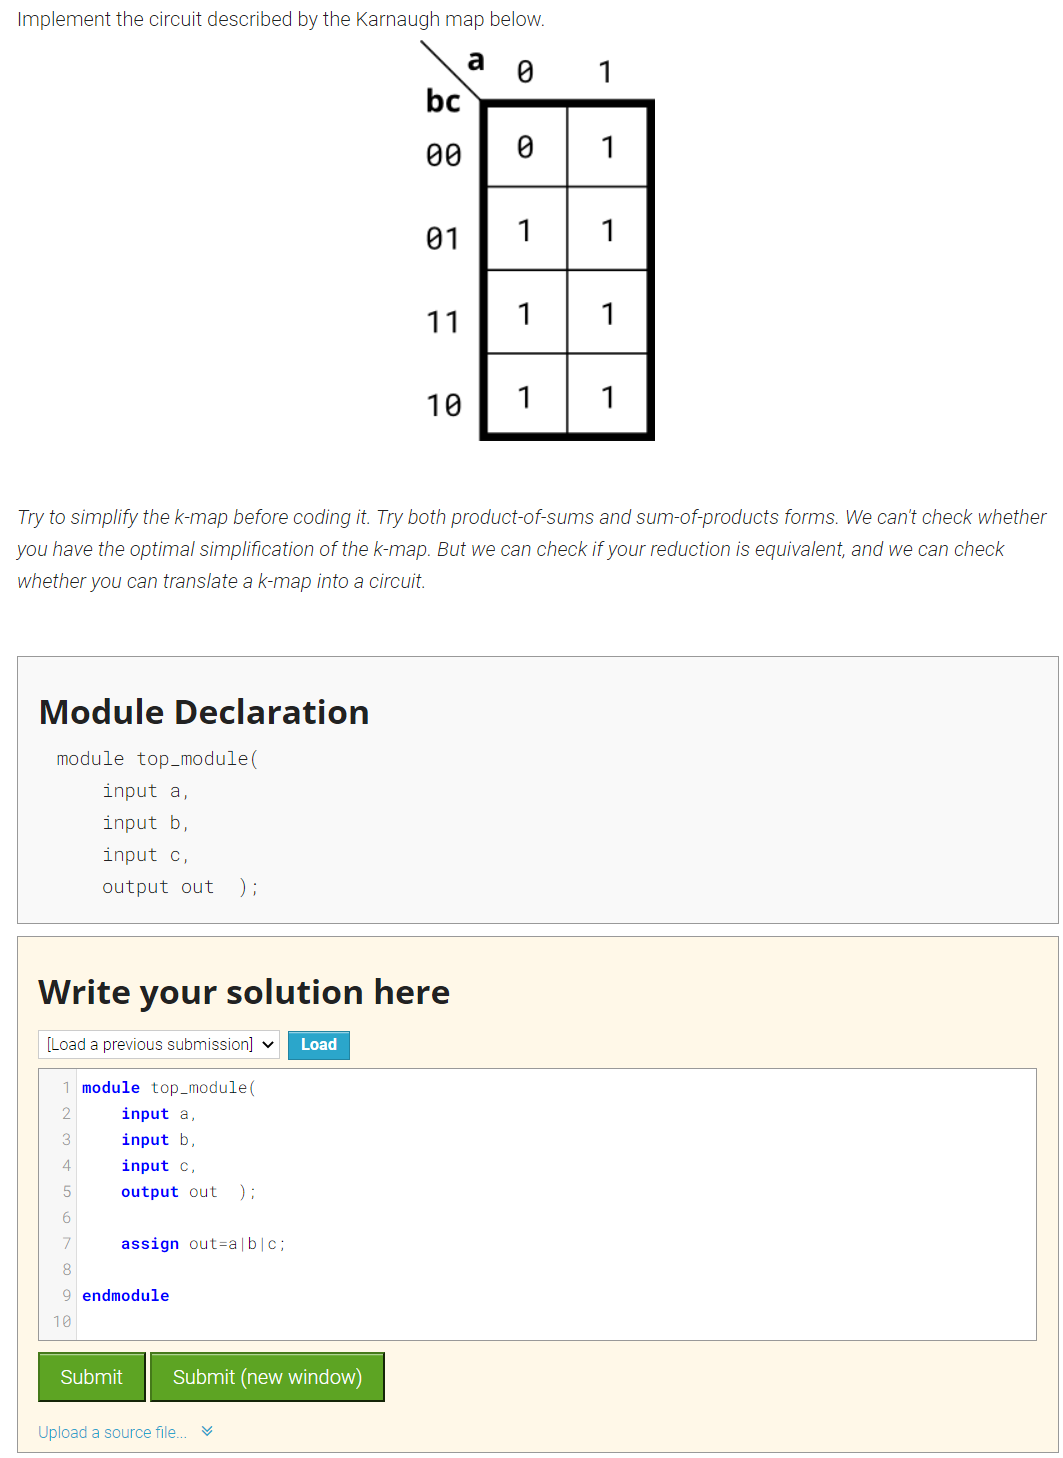 Implement the circuit described by the Karnaugh map below.
a 0 1
bc
00 0 1
01 1 1
11 1 1
10 1 1
Try to simplify the k-map before coding it. Try both product-of-sums and sum-of-products forms. We can't check whether
you have the optimal simplification of the k-map. But we can check if your reduction is equivalent, and we can check
whether you can translate a k-map into a circuit.
Module Declaration
module top_module(
input a,
input b,
input c,
output out );
Write your solution here
[Load a previous submission] Load
1 module top_module(
2 input a,
3 input b,
4 input c,
5 output out );
6
7 assign out=a|b|c;
8
9 endmodule
10
Submit Submit (new window)
Upload a source file...